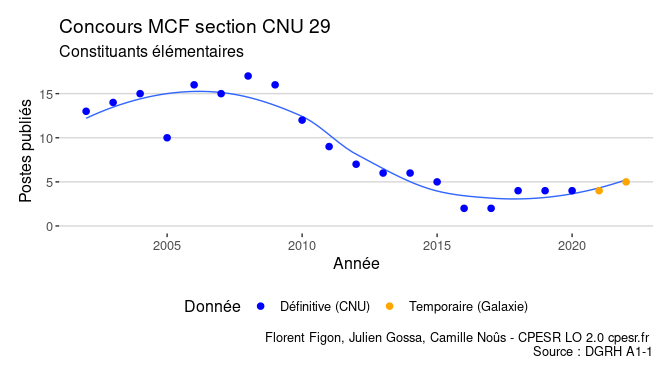 Concours MCF section CNU 29
Constituants élémentaires
Postes publiés
15
10
5
0
2005 2010 2015 2020
Année
Donnée Définitive (CNU) Temporaire (Galaxie)
Florent Figon, Julien Gossa, Camille Noûs - CPESR LO 2.0 cpesr.fr
Source : DGRH A1-1